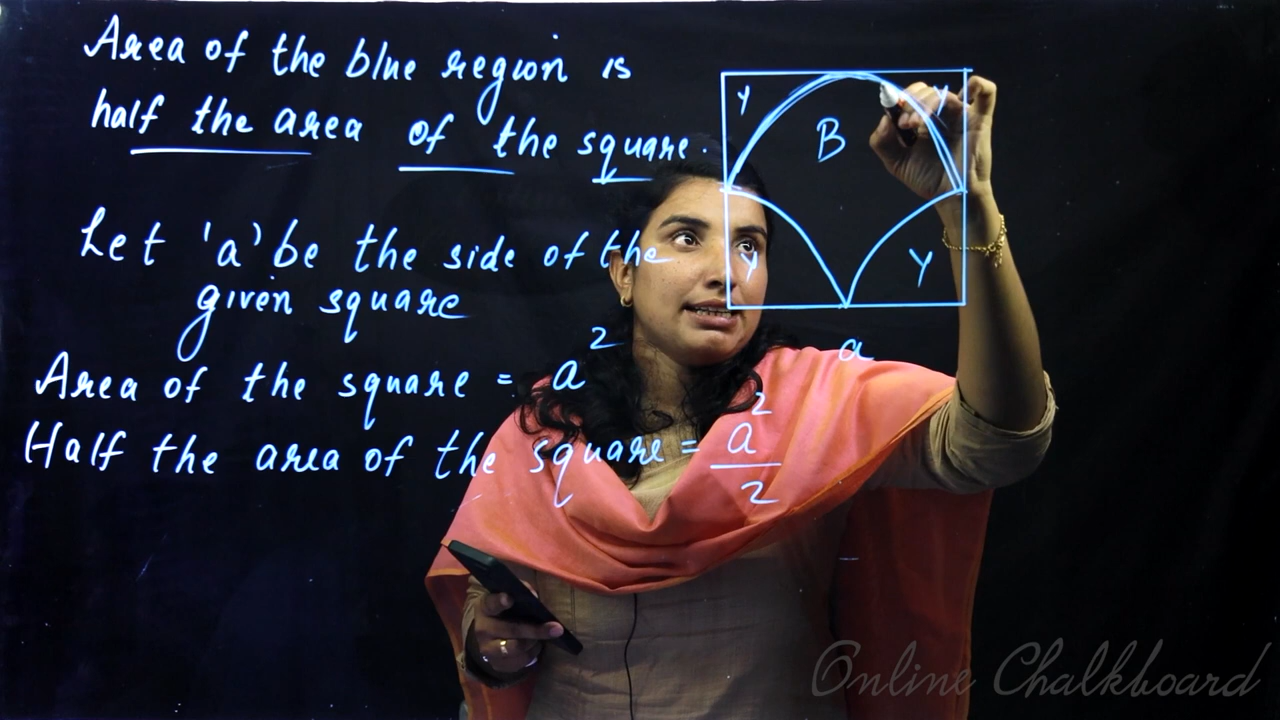 Area of the blue region is
half the area of the square.
Let 'a' be the side of the
given square
Area of the square = a²
Half the area of the square = a²/2
Y Y
B
Y Y
a
Online Chalkboard